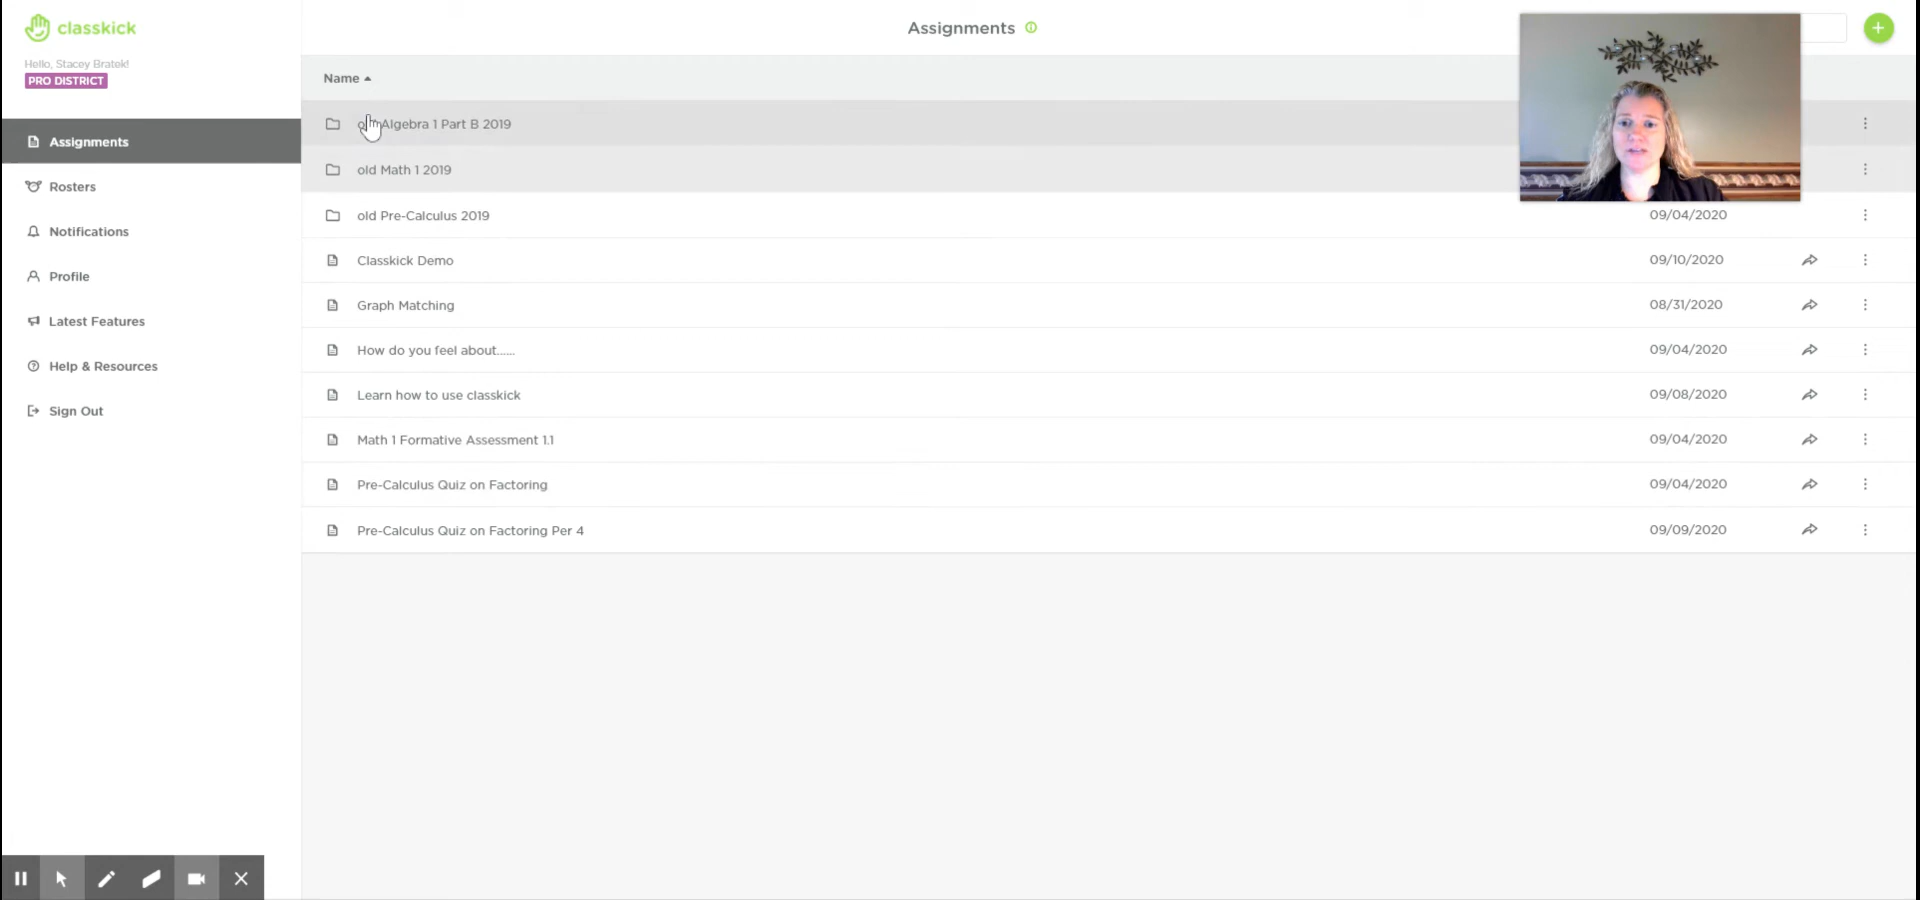 classkick
Hello, Stacey Bratek!
PRO DISTRICT
Assignments
Rosters
Notifications
Profile
Latest Features
Help & Resources
Sign Out
Assignments
Name
Algebra 1 Part B 2019
old Math 1 2019
old Pre-Calculus 2019 09/04/2020
Classkick Demo 09/10/2020
Graph Matching 08/31/2020
How do you feel about...... 09/04/2020
Learn how to use classkick 09/08/2020
Math 1 Formative Assessment 1.1 09/04/2020
Pre-Calculus Quiz on Factoring 09/04/2020
Pre-Calculus Quiz on Factoring Per 4 09/09/2020